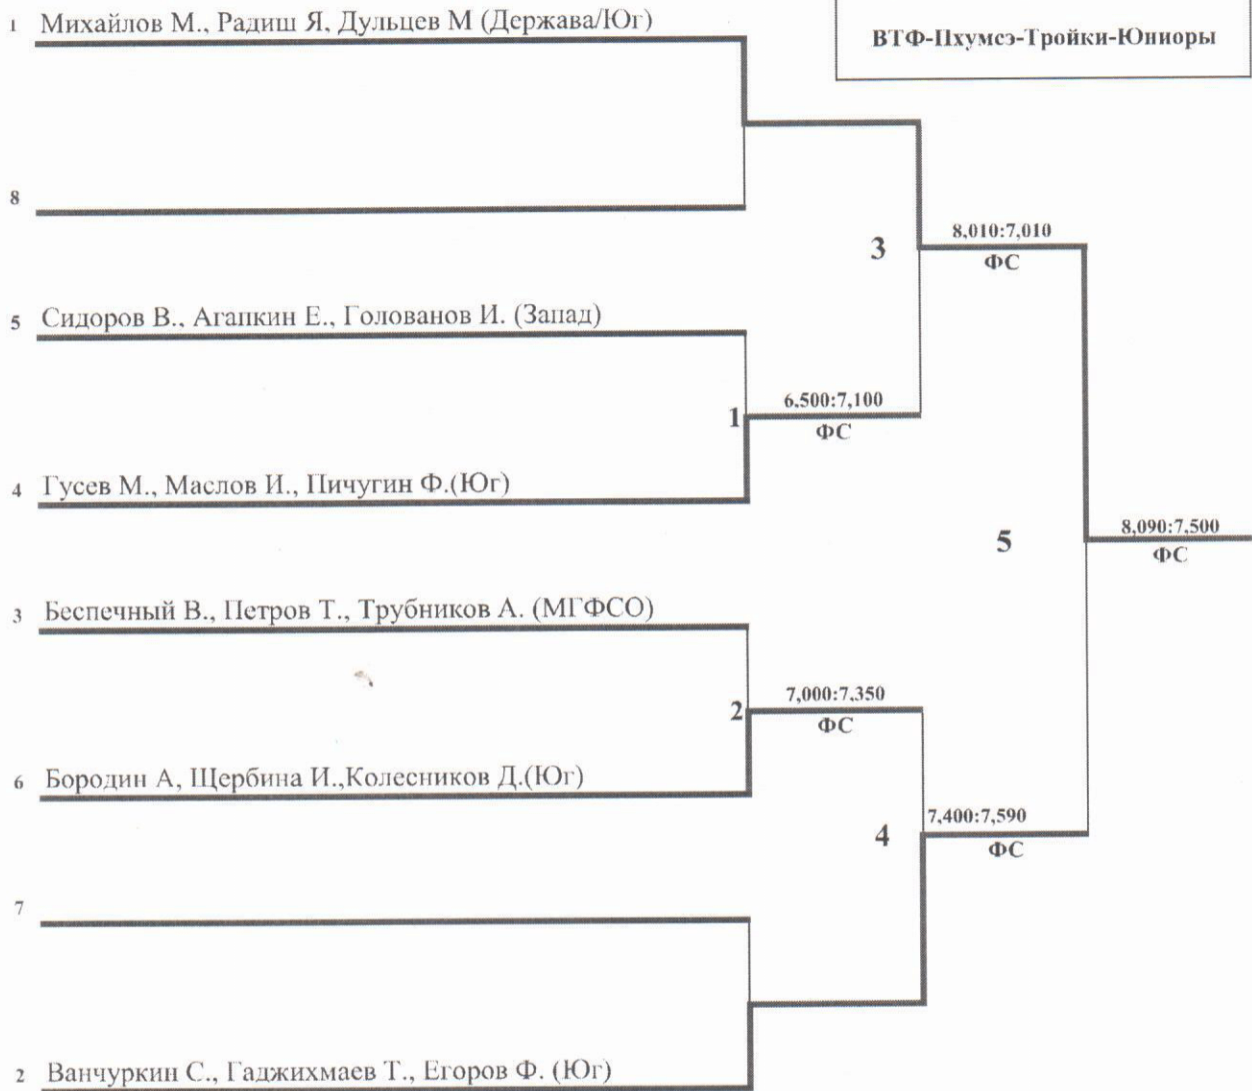 ВТФ-Пхумсэ-Тройки-Юниоры
1 Михайлов М., Радиш Я, Дульцев М (Держава/Юг)
8
3 8,010:7,010
ФС
5 Сидоров В., Агапкин Е., Голованов И. (Запад)
1 6,500:7,100
ФС
4 Гусев М., Маслов И., Пичугин Ф.(Юг)
5 8,090:7,500
ФС
3 Беспечный В., Петров Т., Трубников А. (МГФСО)
2 7,000:7,350
ФС
6 Бородин А, Щербина И.,Колесников Д.(Юг)
4 7,400:7,590
ФС
7
2 Ванчуркин С., Гаджихмаев Т., Егоров Ф. (Юг)